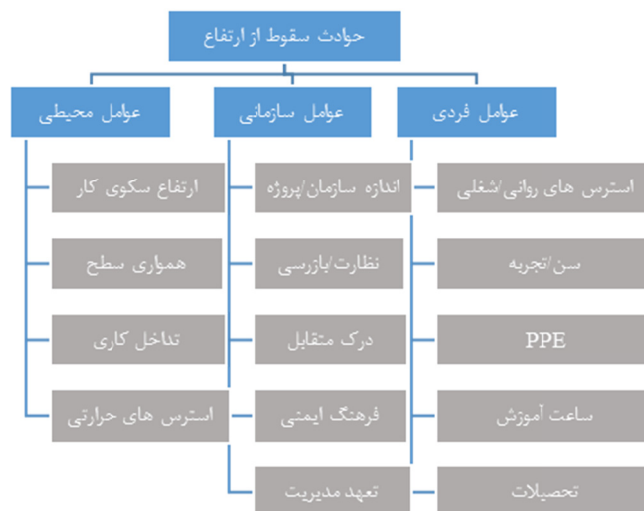 حوادث سقوط از ارتفاع
عوامل فردی
عوامل سازمانی
عوامل محیطی
استرس های روانی/شغلی
اندازه سازمان/پروژه
ارتفاع سکوی کار
سن/تجربه
نظارت/بازرسی
همواری سطح
PPE
درک متقابل
تداخل کاری
ساعت آموزش
فرهنگ ایمنی
استرس های حرارتی
تحصیلات
تعهد مدیریت